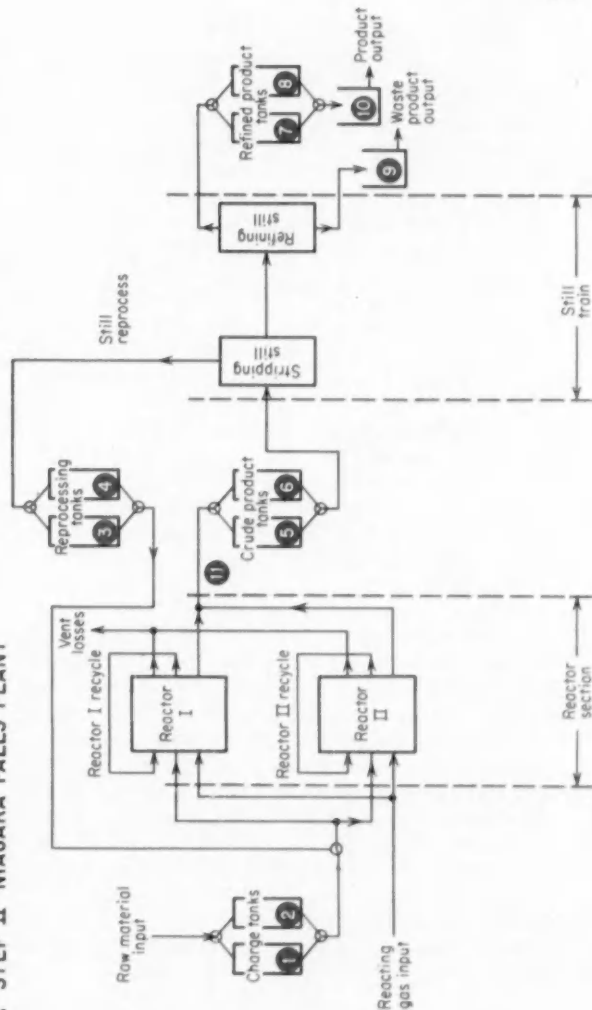 STEP II NIAGARA FALLS PLANT
Raw material
input
Charge tanks
1
2
Reacting
gas input
Reactor I recycle
Reactor
I
Reactor II recycle
Reactor
II
Vent
losses
Reactor
section
Reprocessing
tanks
3
4
11
Crude product
tanks
5
6
Still
reprocess
Stripping
still
Refining
still
Still
train
Refined product
tanks
7
8
9
Waste
product
output
10
Product
output